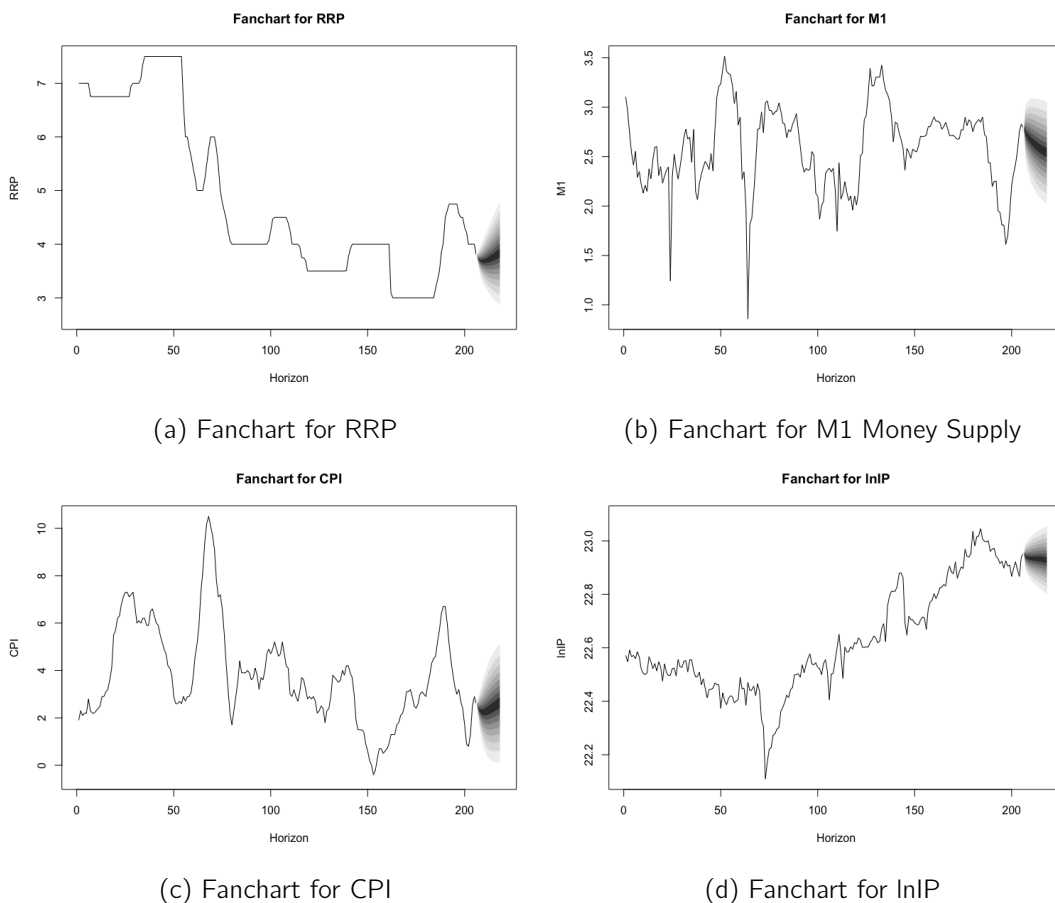 Fanchart for RRP
RRP
7
6
5
4
3
0 50 100 150 200
Horizon
(a) Fanchart for RRP
Fanchart for M1
M1
3.5
3.0
2.5
2.0
1.5
1.0
0 50 100 150 200
Horizon
(b) Fanchart for M1 Money Supply
Fanchart for CPI
CPI
10
8
6
4
2
0
0 50 100 150 200
Horizon
(c) Fanchart for CPI
Fanchart for lnIP
lnIP
23.0
22.8
22.6
22.4
22.2
0 50 100 150 200
Horizon
(d) Fanchart for lnIP